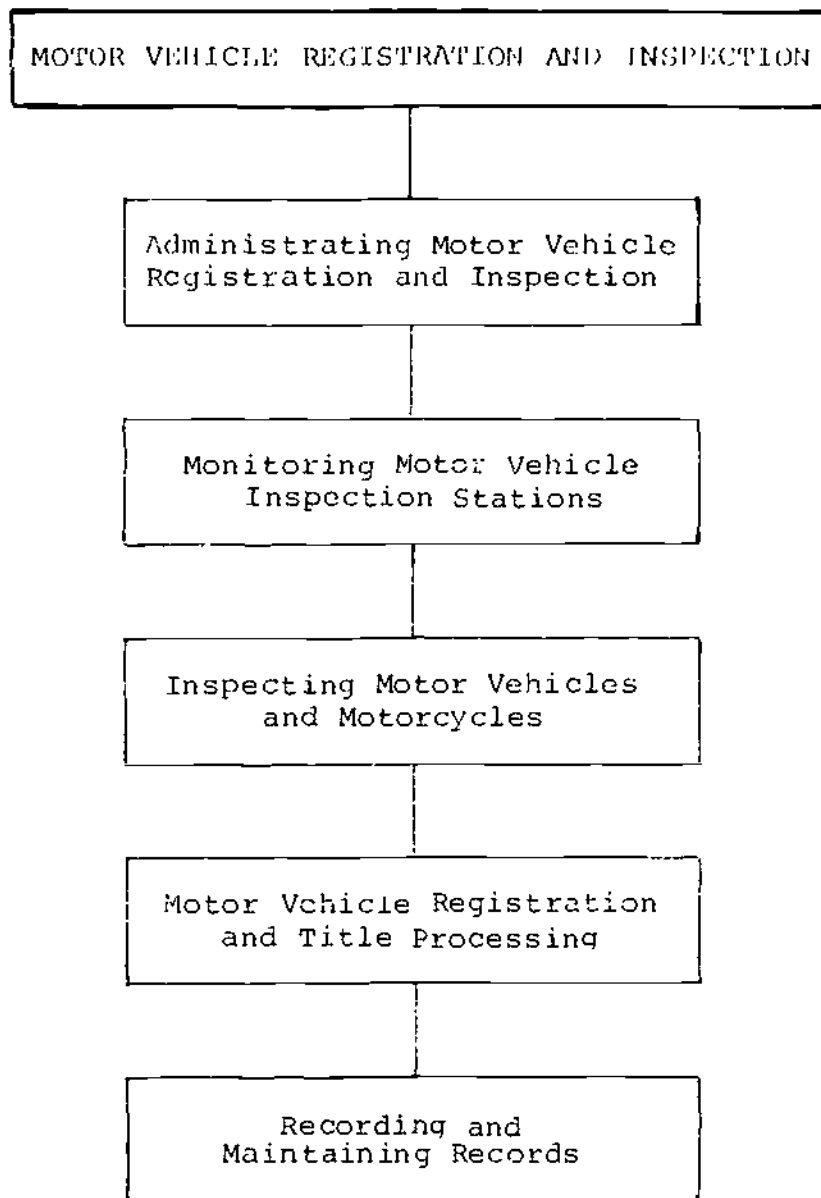 MOTOR VEHICLE REGISTRATION AND INSPECTION
Administrating Motor Vehicle
Registration and Inspection
Monitoring Motor Vehicle
Inspection Stations
Inspecting Motor Vehicles
and Motorcycles
Motor Vehicle Registration
and Title Processing
Recording and
Maintaining Records